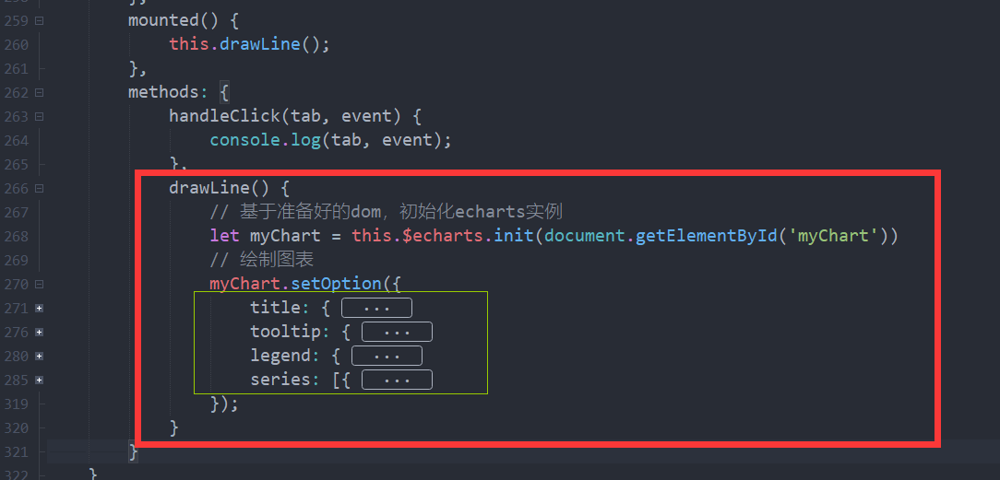 259 mounted() {
260 this.drawLine();
261 },
262 methods: {
263 handleClick(tab, event) {
264 console.log(tab, event);
265 },
266 drawLine() {
267 // 基于准备好的dom，初始化echarts实例
268 let myChart = this.$echarts.init(document.getElementById('myChart'))
269 // 绘制图表
270 myChart.setOption({
271 title: { ...
276 tooltip: { ...
280 legend: { ...
285 series: [{ ...
319 });
320 }
321 }
322 }